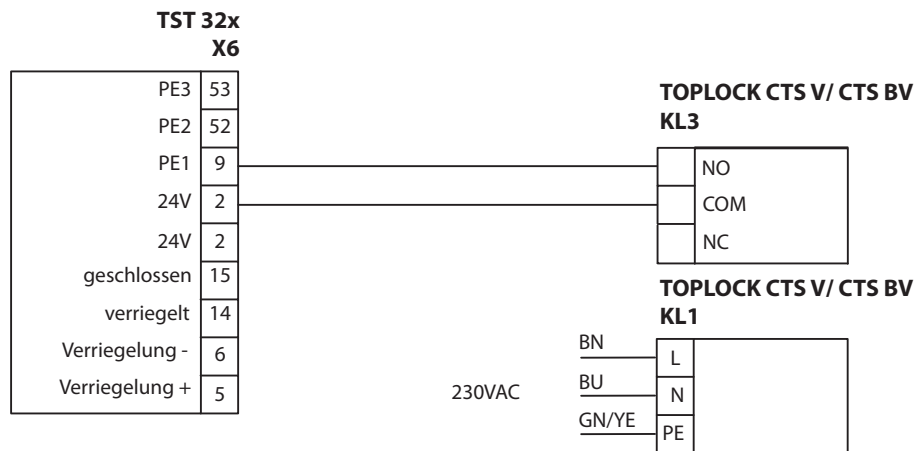 TST 32x
X6
PE3 53
PE2 52
PE1 9
24V 2
24V 2
geschlossen 15
verriegelt 14
Verriegelung - 6
Verriegelung + 5
TOPLOCK CTS V/ CTS BV
KL3
NO
COM
NC
TOPLOCK CTS V/ CTS BV
KL1
230VAC
BN L
BU N
GN/YE PE